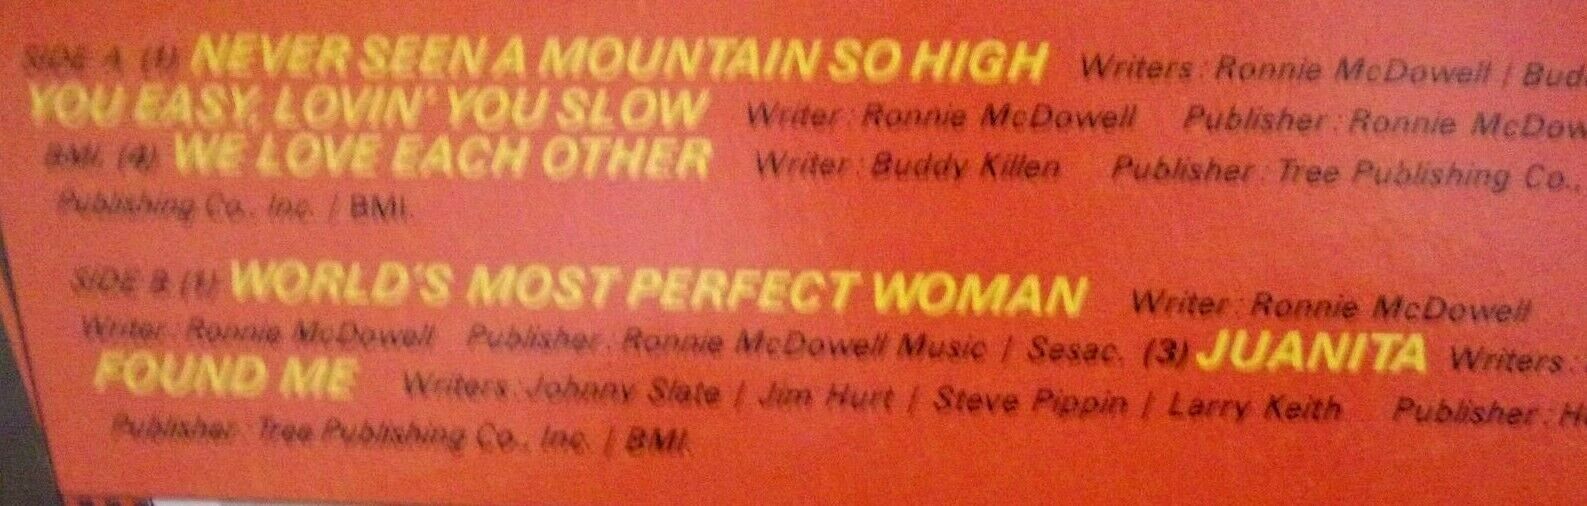 SIDE A (1) NEVER SEEN A MOUNTAIN SO HIGH Writers: Ronnie McDowell / Bud
YOU EASY, LOVIN' YOU SLOW Writer: Ronnie McDowell Publisher: Ronnie McDow
BMI. (4) WE LOVE EACH OTHER Writer: Buddy Killen Publisher: Tree Publishing Co.,
Publishing Co., Inc. / BMI.
SIDE B (1) WORLD'S MOST PERFECT WOMAN Writer: Ronnie McDowell
Writer: Ronnie McDowell Publisher: Ronnie McDowell Music / Sesac. (3) JUANITA Writers:
FOUND ME Writers: Johnny Slate / Jim Hurt / Steve Pippin / Larry Keith Publisher: H
Publisher: Tree Publishing Co., Inc. / BMI.